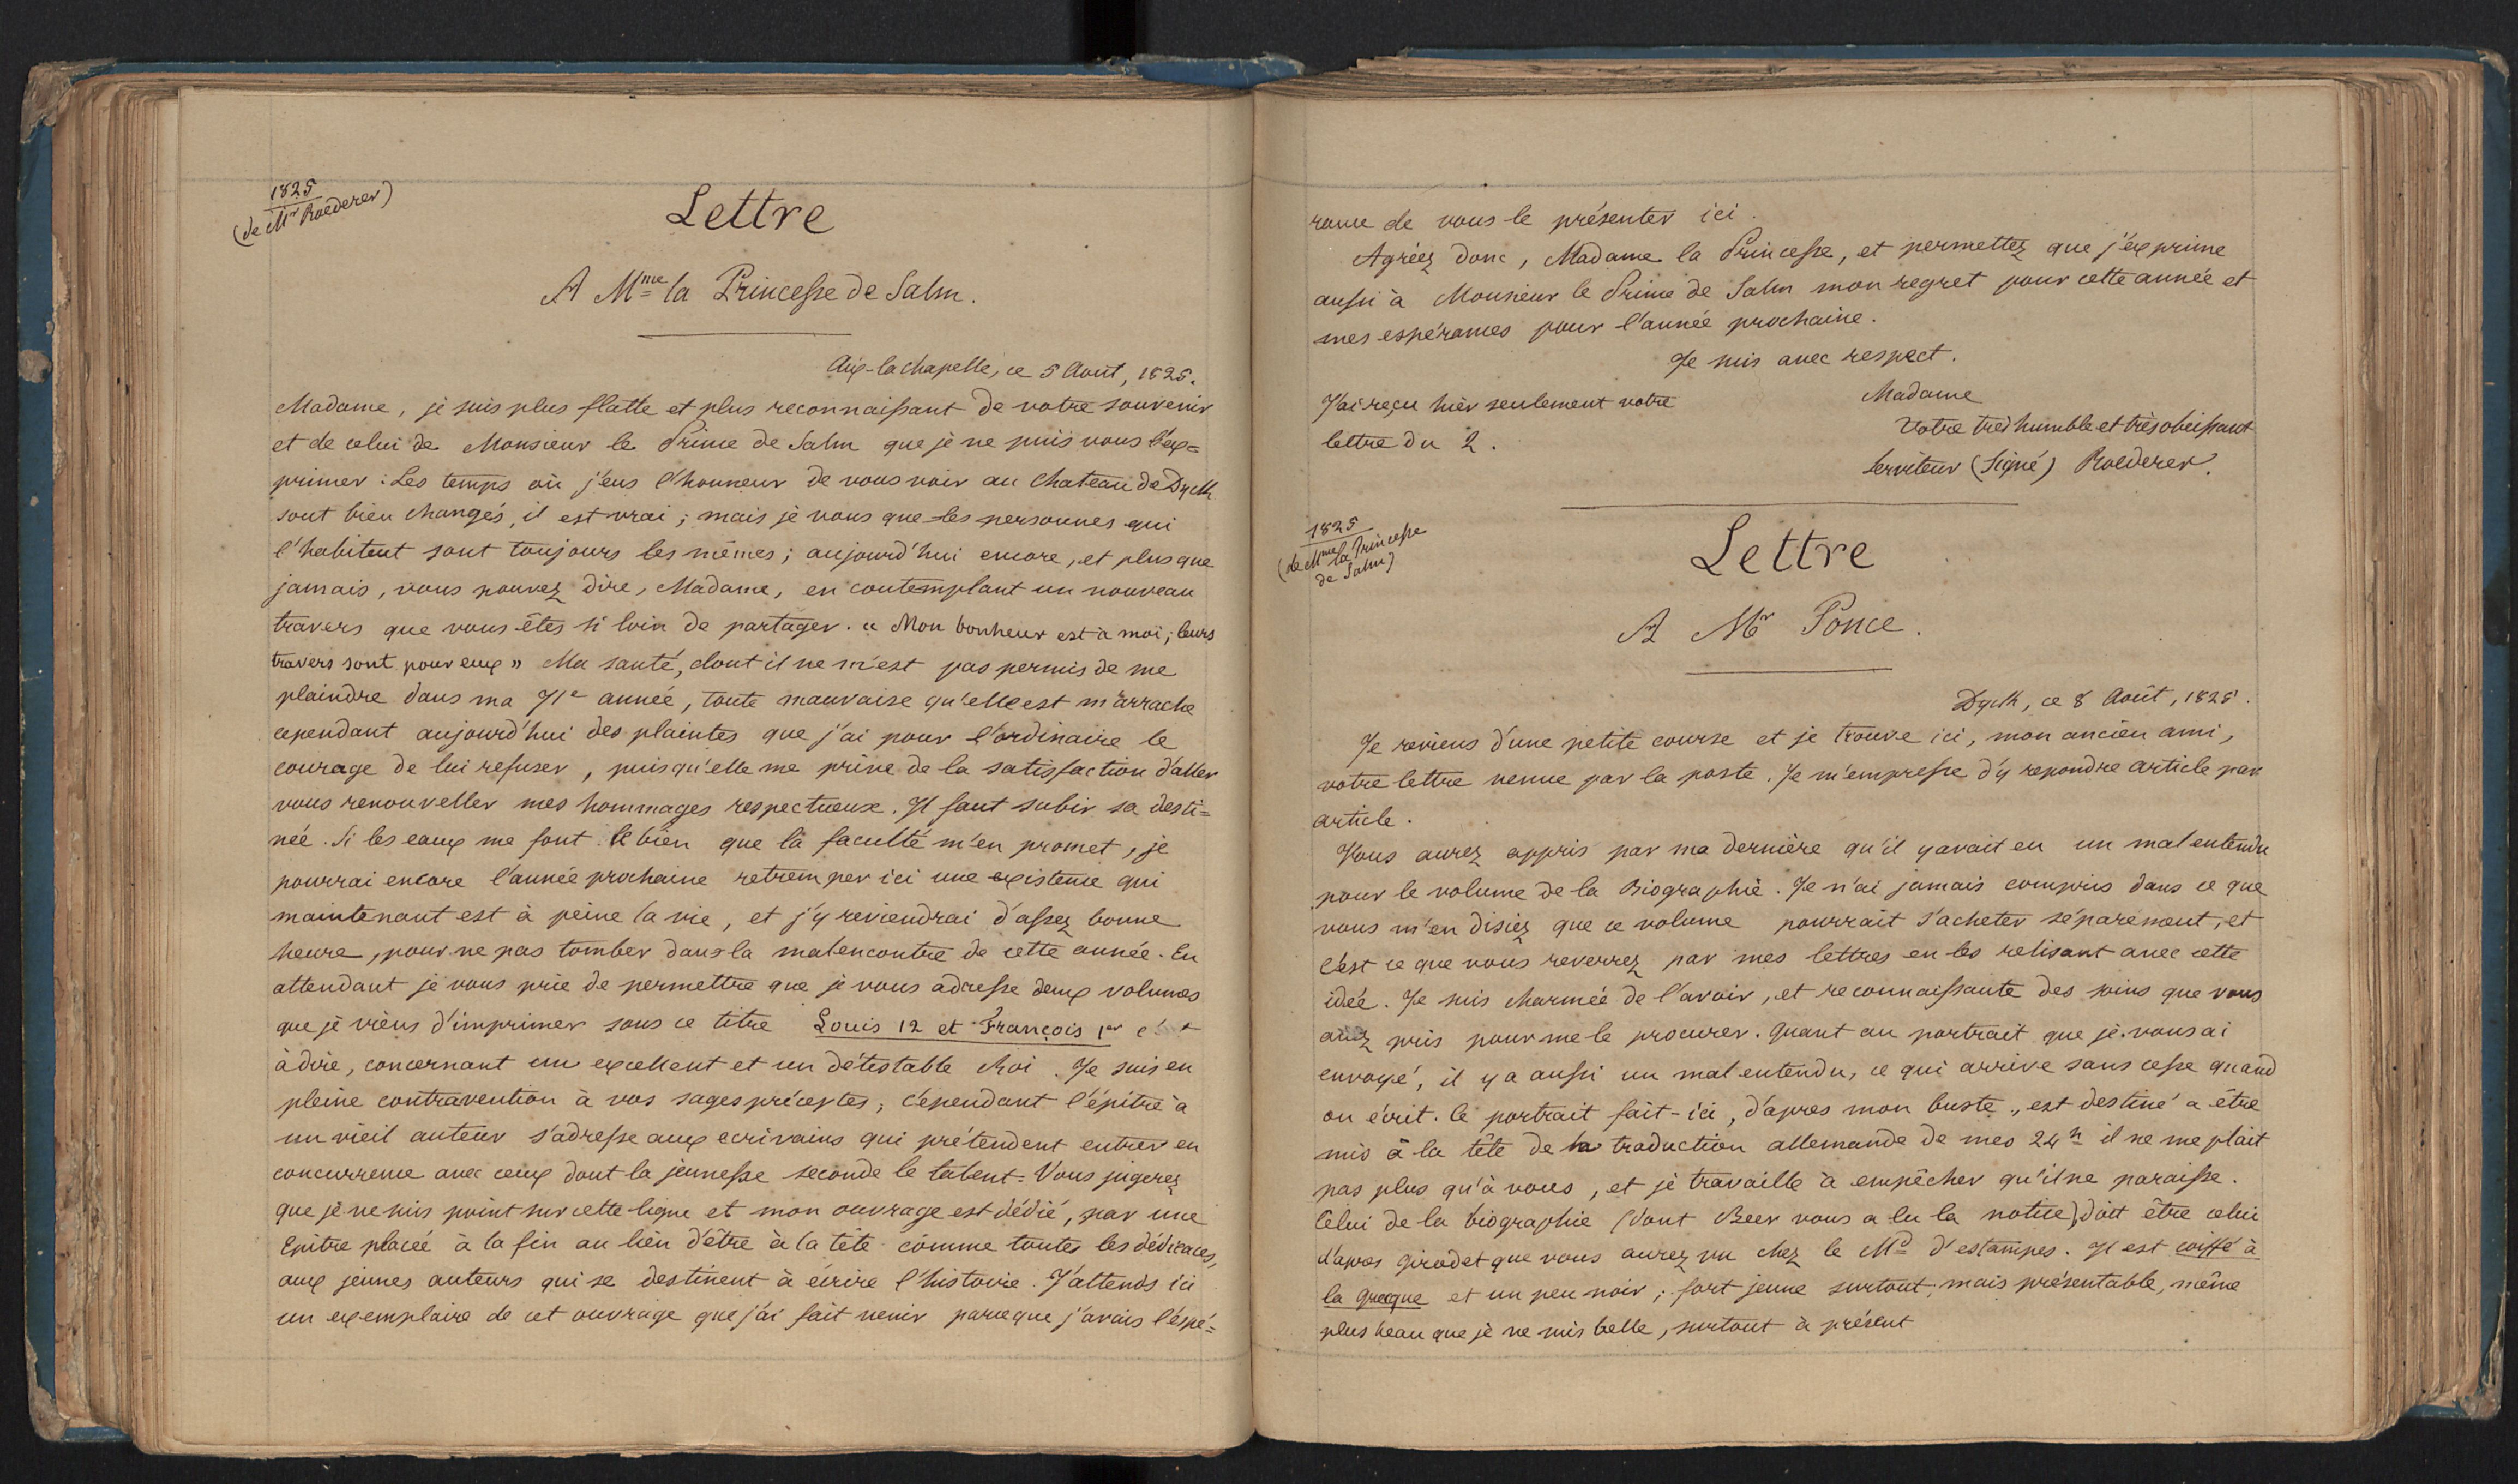 1825
(de Mr Roederer)
Lettre
A Mme la Princesse de Salm.
Aix-la chapelle, ce 5 Aout, 1825.
Madame, je suis plus flatté et plus reconnaissant de votre souvenir
et de celui de Monsieur le Prince de Salm que je ne puis vous l'ex=
primer : Les temps où j'eus l'honneur de vous voir au Chateau de Dyck
sont bien changés, il est vrai ; mais je vous que les personnes qui
l'habitent sont toujours les mêmes ; aujourd'hui encore, et plus que
jamais, vous pouvez dire, Madame, en contemplant un nouveau
travers que vous êtes si loin de partager. « Mon bonheur est à moi ; leurs
travers sont pour eux » Ma santé, dont il ne m'est pas permis de me
plaindre dans ma 71e année, toute mauvaise qu'elle est m'arrache
cependant aujourd'hui des plaintes que j'ai pour l'ordinaire le
courage de lui refuser, puisqu'elle me prive de la satisfaction d'aller
vous renouveller mes hommages respectueux. Il faut subir sa desti=
née. Si les eaux me font le bien que la faculté m'en promet, je
pourrai encore l'année prochaine retremper ici une existence qui
maintenant est à peine la vie, et j'y reviendrai d'assez bonne
heure, pour ne pas tomber dans la malencontre de cette année. En
attendant je vous prie de permettre que je vous adresse deux volumes
que je viens d'imprimer sous ce titre Louis 12 et François 1er
à dire, concernant un excellent et un détestable Roi. Je suis en
pleine contravention à vos sages préceptes ; cependant l'épitre à
un vieil auteur s'adresse aux ecrivains qui prétendent entrer en
concurrence avec ceux dont la jeunesse seconde le talent = Vous jugerez
que je ne suis point sur cette ligne et mon ouvrage est dédié, par une
Epitre placée à la fin au lieu d'être à la tête comme toutes les dédicaces,
aux jeunes auteurs qui se destinent à écrire l'histoire. J'attends ici
un exemplaire de cet ouvrage que j'ai fait venir parceque j'avais l'espé=
rance de vous le présenter ici.
Agréez donc, Madame la Princesse, et permettez que j'exprime
aussi à Monsieur le Prince de Salm mon regret pour cette année et
mes espérances pour l'année prochaine.
Je suis avec respect.
Madame
J'ai reçu hier seulement votre
lettre du 2.
Votre très humble et très obeissant
Serviteur (Signé) Roederer.
1825
(de Mme la Princesse
de Salm)
Lettre
A Mr Ponce.
Dyck, ce 8 Août, 1825.
Je reviens d'une petite course et je trouve ici, mon ancien ami,
votre lettre venue par la poste. Je m'empresse d'y repondre article par
article.
Vous aurez appris par ma dernière qu'il y avait eu un mal entendu
pour le volume de la Biographie. Je n'ai jamais compris dans ce que
vous m'en disiez que ce volume pourrait s'acheter séparement, et
c'est ce que vous reverrez par mes lettres en les relisant avec cette
idée. Je suis charmée de l'avoir, et reconnaissante des soins que vous
avez pris pour me le procurer. Quant au portrait que je vous ai
envoyé, il y a aussi un mal entendu, ce qui arrive sans cesse quand
on écrit. Ce portrait fait-ici, d'apres mon buste, est destiné a être
mis à la tête de la traduction allemande de mes 24h il ne me plait
pas plus qu'à vous, et je travaille à empêcher qu'il ne paraisse.
Celui de la biographie (dont Beer vous a lu la notice) doit être celui
d'apres girodet que vous aurez vu chez le Md d'estampes. Il est coiffé à
la grecque et un peu noir ; fort jeune surtout, mais présentable, même
plus beau que je ne suis belle, surtout à présent